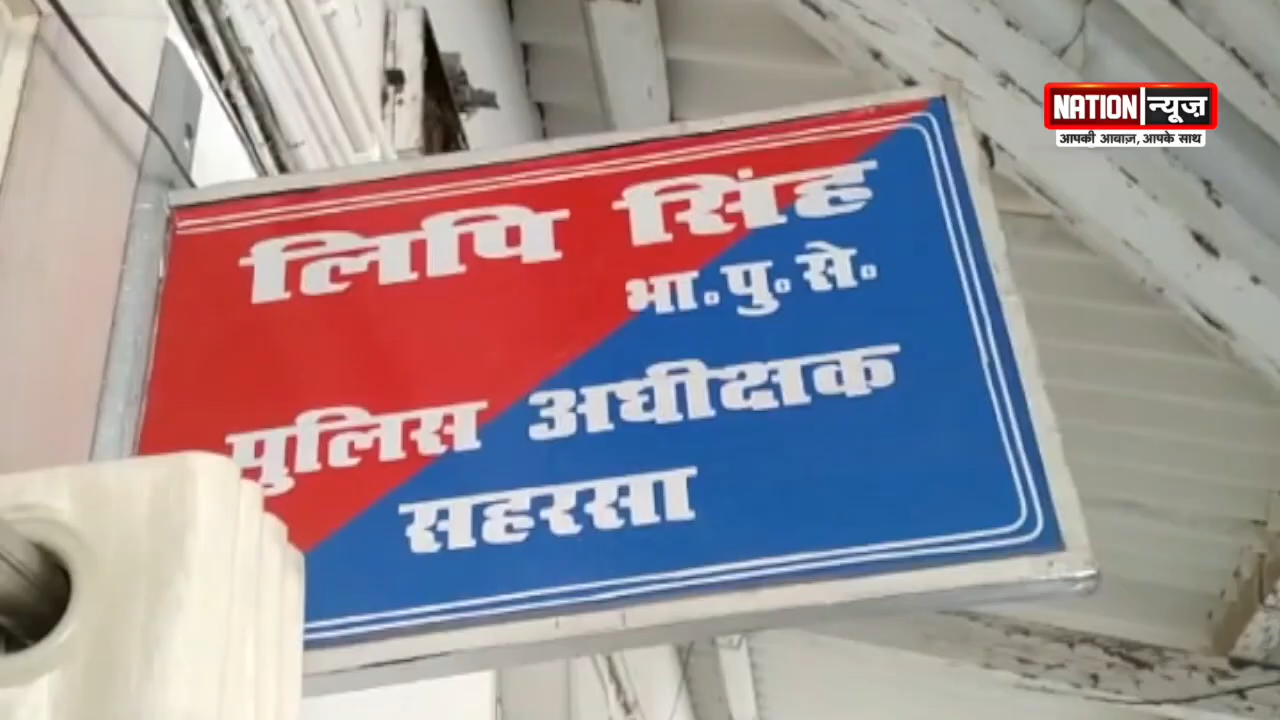 NATION न्यूज़
आपकी आवाज़, आपके साथ
लिपि सिंह
भा.पु.से.
पुलिस अधीक्षक
सहरसा